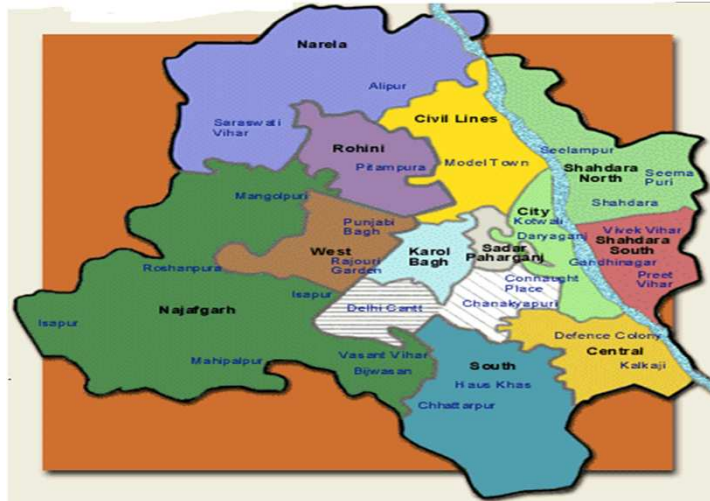 Narela
Alipur
Saraswati
Vihar
Civil Lines
Rohini
Pitampura
Model Town
Seelampur
Shahdara
North
Seema
Puri
Shahdara
Mangolpuri
Punjabi
Bagh
City
Kotwali
Daryaganj
Vivek Vihar
Shahdara
South
Gandhinagar
Preet
Vihar
West
Rajouri
Garden
Karol
Bagh
Sadar
Paharganj
Roshanpura
Connaught
Place
Chanakyapuri
Isapur
Najafgarh
Delhi Cantt
Isapur
Mahipalpur
Vasant Vihar
Bijwasan
Defence Colony
Central
Kalkaji
South
Haus Khas
Chhattarpur